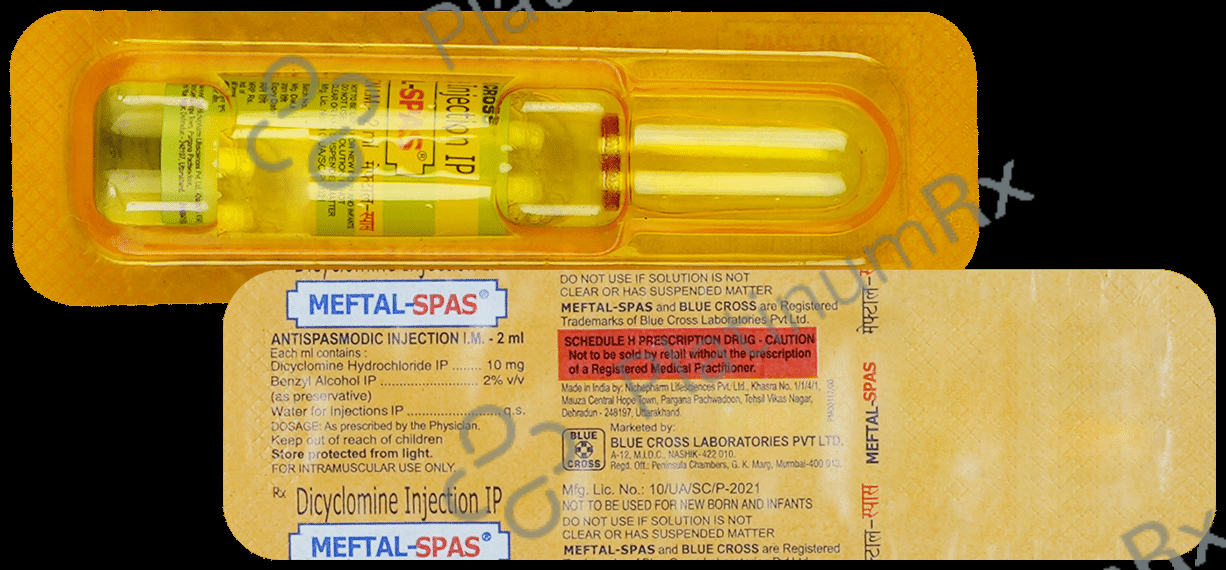 PlatinumRx
CROSS
Injection IP
L-SPAS®
2 ml
मेफ्टाल-स्पास
Dicyclomine Injection IP
MEFTAL-SPAS®
ANTISPASMODIC INJECTION I.M. - 2 ml
Each ml contains :
Dicyclomine Hydrochloride IP ........ 10 mg
Benzyl Alcohol IP ........................ 2% v/v
(as preservative)
Water for Injections IP ...................... q.s.
DOSAGE: As prescribed by the Physician.
Keep out of reach of children
Store protected from light.
FOR INTRAMUSCULAR USE ONLY.
Rx Dicyclomine Injection IP
MEFTAL-SPAS®
DO NOT USE IF SOLUTION IS NOT
CLEAR OR HAS SUSPENDED MATTER
MEFTAL-SPAS and BLUE CROSS are Registered
Trademarks of Blue Cross Laboratories Pvt Ltd.
SCHEDULE H PRESCRIPTION DRUG - CAUTION
Not to be sold by retail without the prescription
of a Registered Medical Practitioner.
Made in India by: Nichepharm Lifesciences Pvt. Ltd., Khasra No. 1/1/4/1,
Mauza Central Hope Town, Pargana Pachwadoon, Tehsil Vikas Nagar,
Dehradun - 248197, Uttarakhand.
Marketed by:
BLUE CROSS
BLUE CROSS LABORATORIES PVT LTD.
A-12, M.I.D.C., NASHIK-422 010.
Regd. Off.: Peninsula Chambers, G. K. Marg, Mumbai-400 013.
Mfg. Lic. No.: 10/UA/SC/P-2021
NOT TO BE USED FOR NEW BORN AND INFANTS
DO NOT USE IF SOLUTION IS NOT
CLEAR OR HAS SUSPENDED MATTER
MEFTAL-SPAS and BLUE CROSS are Registered
मेफ्टाल-स्पास MEFTAL-SPAS मेफ्टाल-
PlatinumRx
Rx